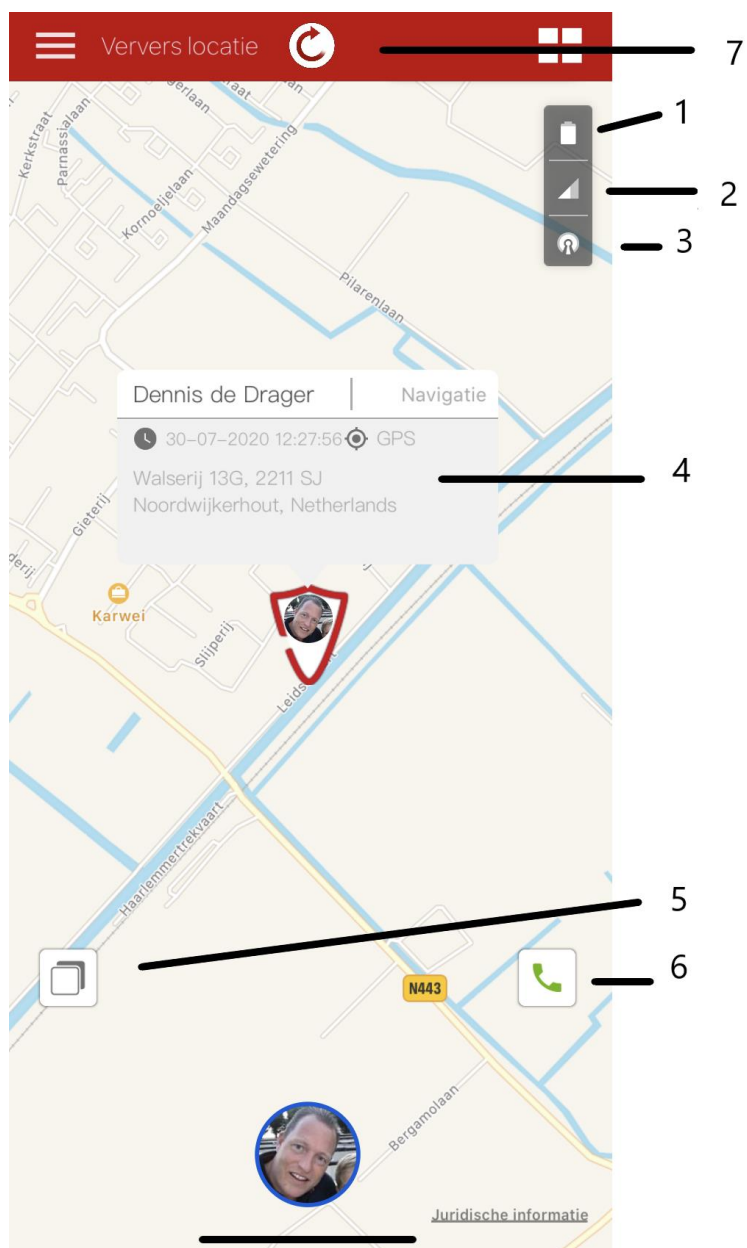 Ververs locatie
7
1
2
3
Kerkstraat
Parnassialaan
Kornoeljelaan
Maandagsewetering
Pilarenlaan
Dennis de Drager
Navigatie
30-07-2020 12:27:56 GPS
Walserij 13G, 2211 SJ
Noordwijkerhout, Netherlands
4
Gieterij
Karwei
Slijperij
Haarlemmertrekvaart
5
6
N443
Bergamolaan
Juridische informatie